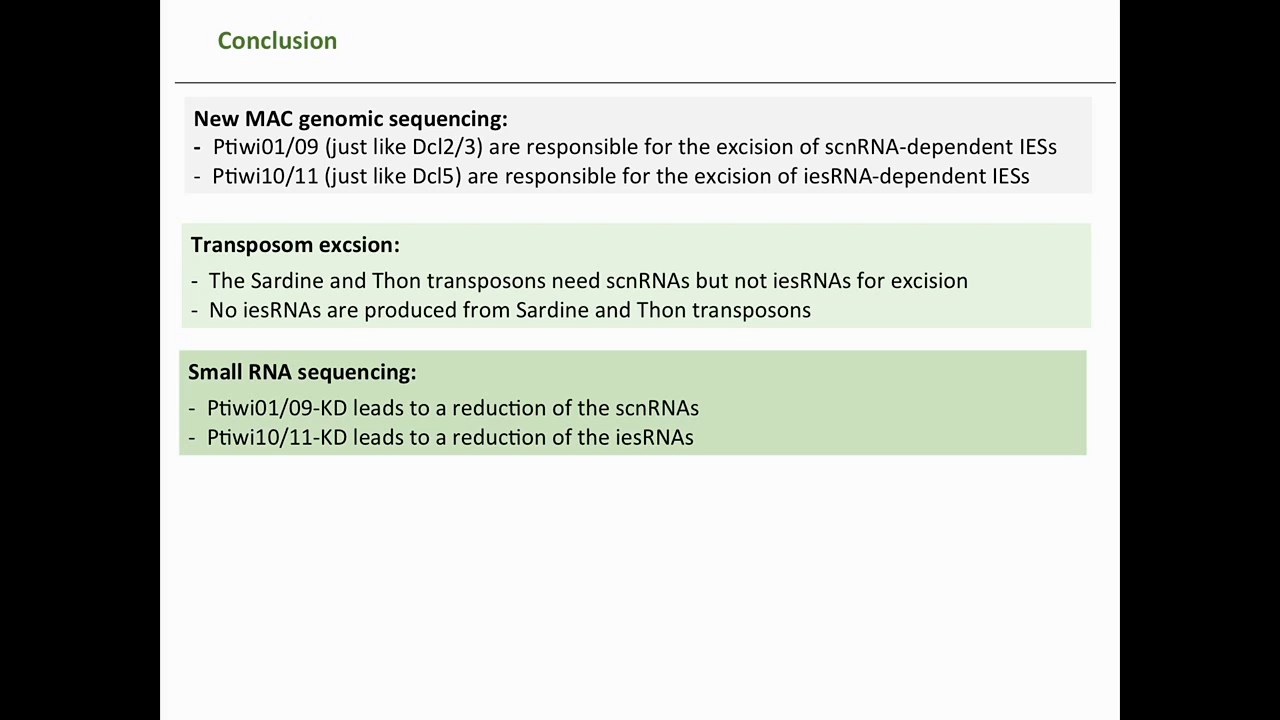 Conclusion
New MAC genomic sequencing:
- Ptiwi01/09 (just like Dcl2/3) are responsible for the excision of scnRNA-dependent IESs
- Ptiwi10/11 (just like Dcl5) are responsible for the excision of iesRNA-dependent IESs
Transposom excsion:
- The Sardine and Thon transposons need scnRNAs but not iesRNAs for excision
- No iesRNAs are produced from Sardine and Thon transposons
Small RNA sequencing:
- Ptiwi01/09-KD leads to a reduction of the scnRNAs
- Ptiwi10/11-KD leads to a reduction of the iesRNAs